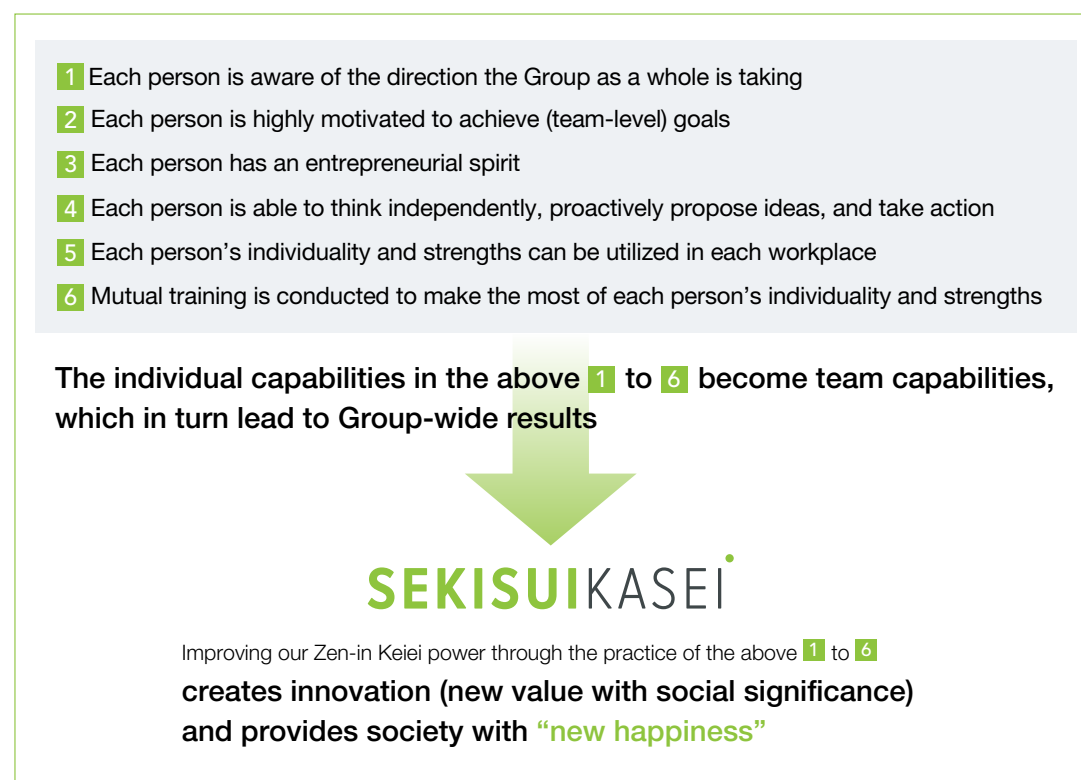 1 Each person is aware of the direction the Group as a whole is taking
2 Each person is highly motivated to achieve (team-level) goals
3 Each person has an entrepreneurial spirit
4 Each person is able to think independently, proactively propose ideas, and take action
5 Each person’s individuality and strengths can be utilized in each workplace
6 Mutual training is conducted to make the most of each person’s individuality and strengths
The individual capabilities in the above 1 to 6 become team capabilities,
which in turn lead to Group-wide results
SEKISUIKASEI
Improving our Zen-in Keiei power through the practice of the above 1 to 6
creates innovation (new value with social significance)
and provides society with “new happiness”